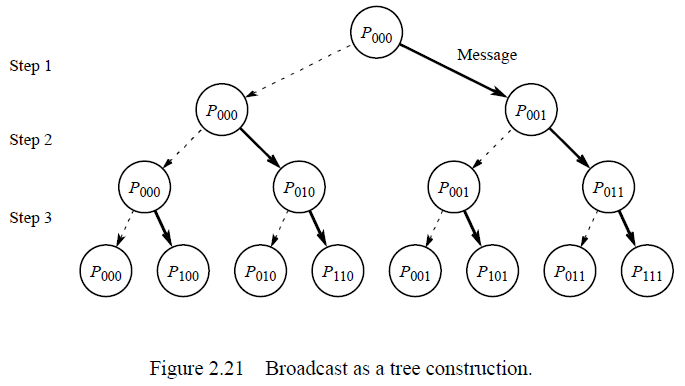 P000
Step 1
Message
P000
P001
Step 2
P000
P010
P001
P011
Step 3
P000
P100
P010
P110
P001
P101
P011
P111
Figure 2.21 Broadcast as a tree construction.